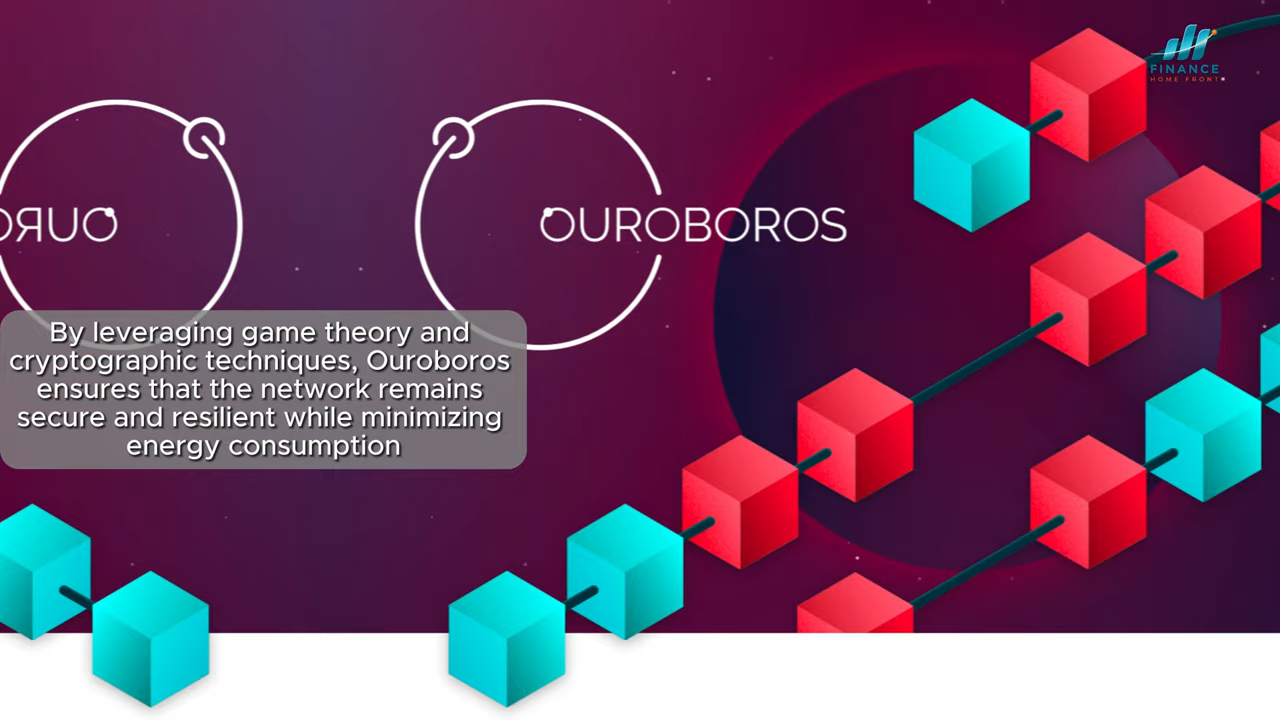 FINANCE
HOME FRONT
OЯUO
OUROBOROS
By leveraging game theory and
cryptographic techniques, Ouroboros
ensures that the network remains
secure and resilient while minimizing
energy consumption